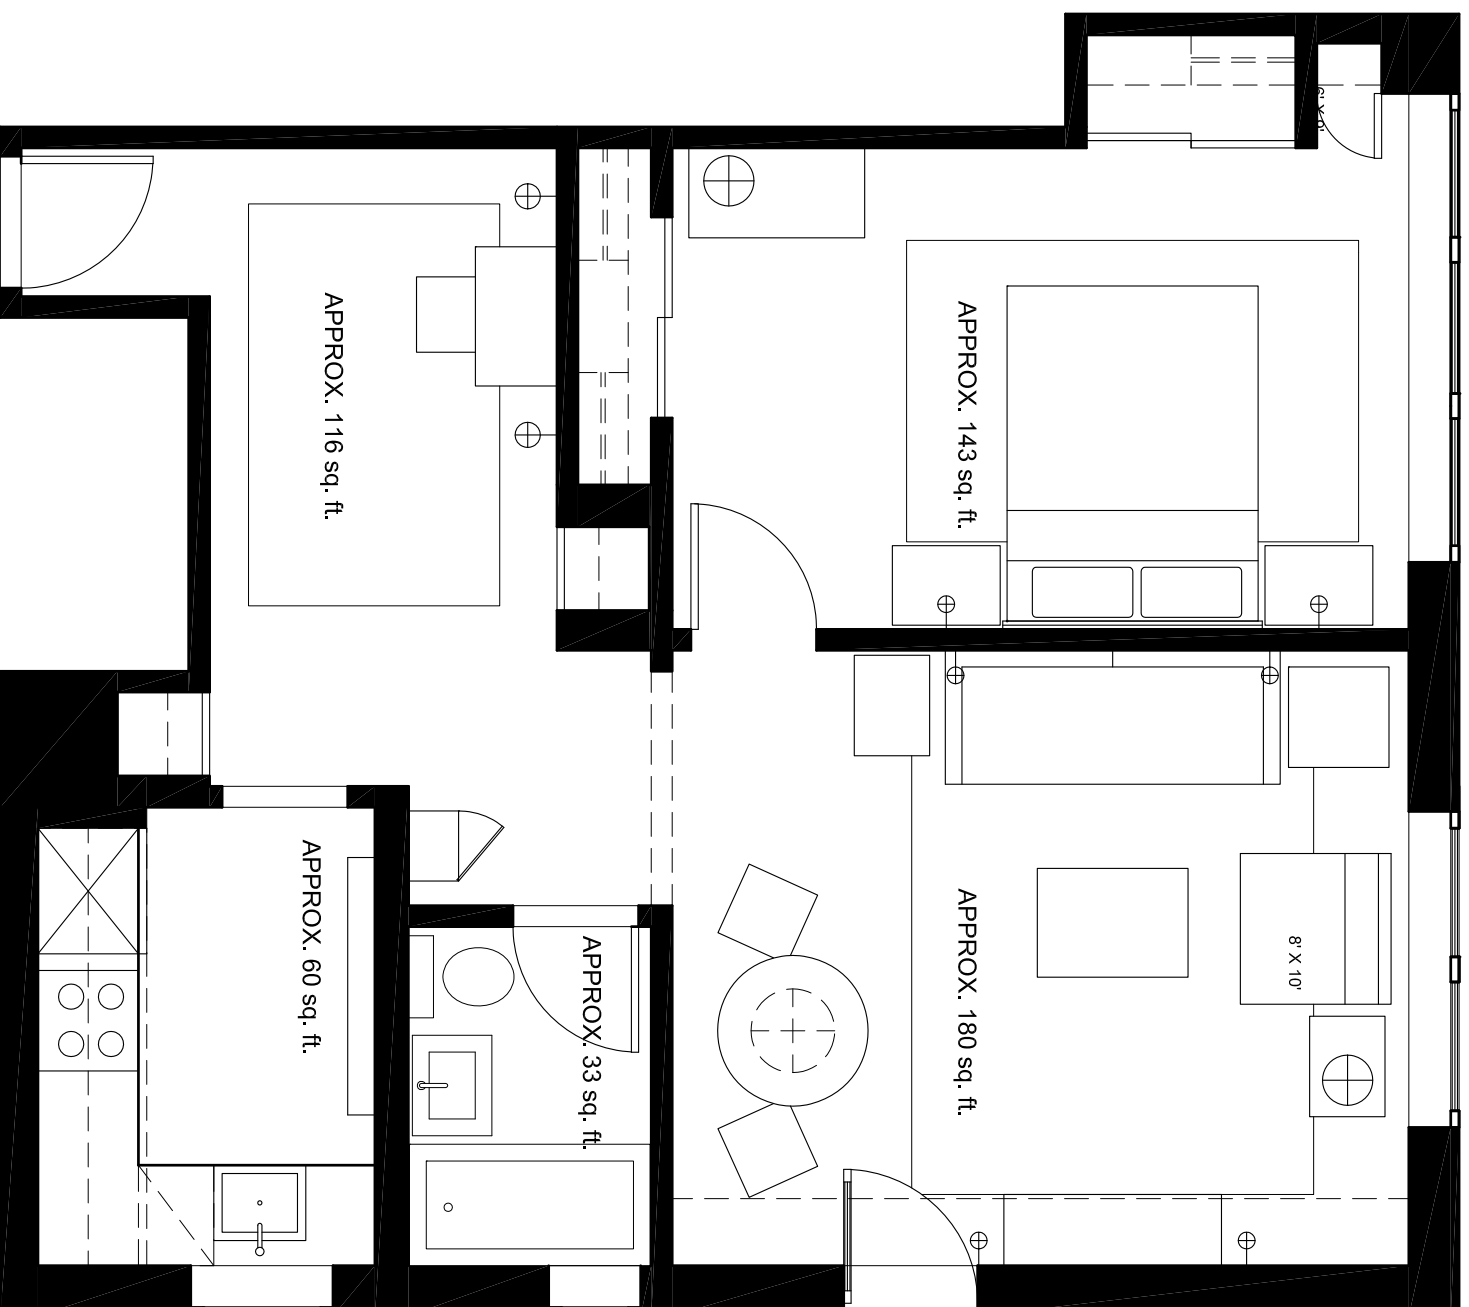 APPROX. 116 sq. ft.
APPROX. 143 sq. ft.
APPROX. 60 sq. ft.
APPROX. 33 sq. ft.
APPROX. 180 sq. ft.
8' X 10'